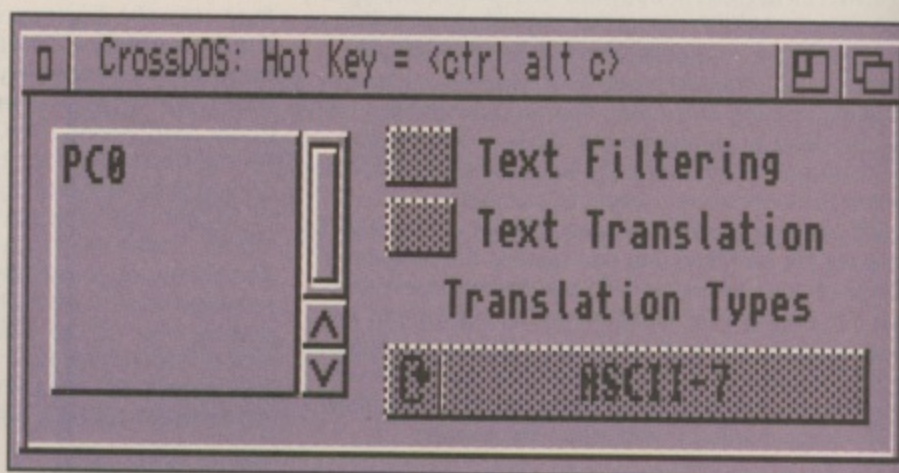 CrossDOS: Hot Key = <ctrl alt c>
PC0
Text Filtering
Text Translation
Translation Types
ASCII-7